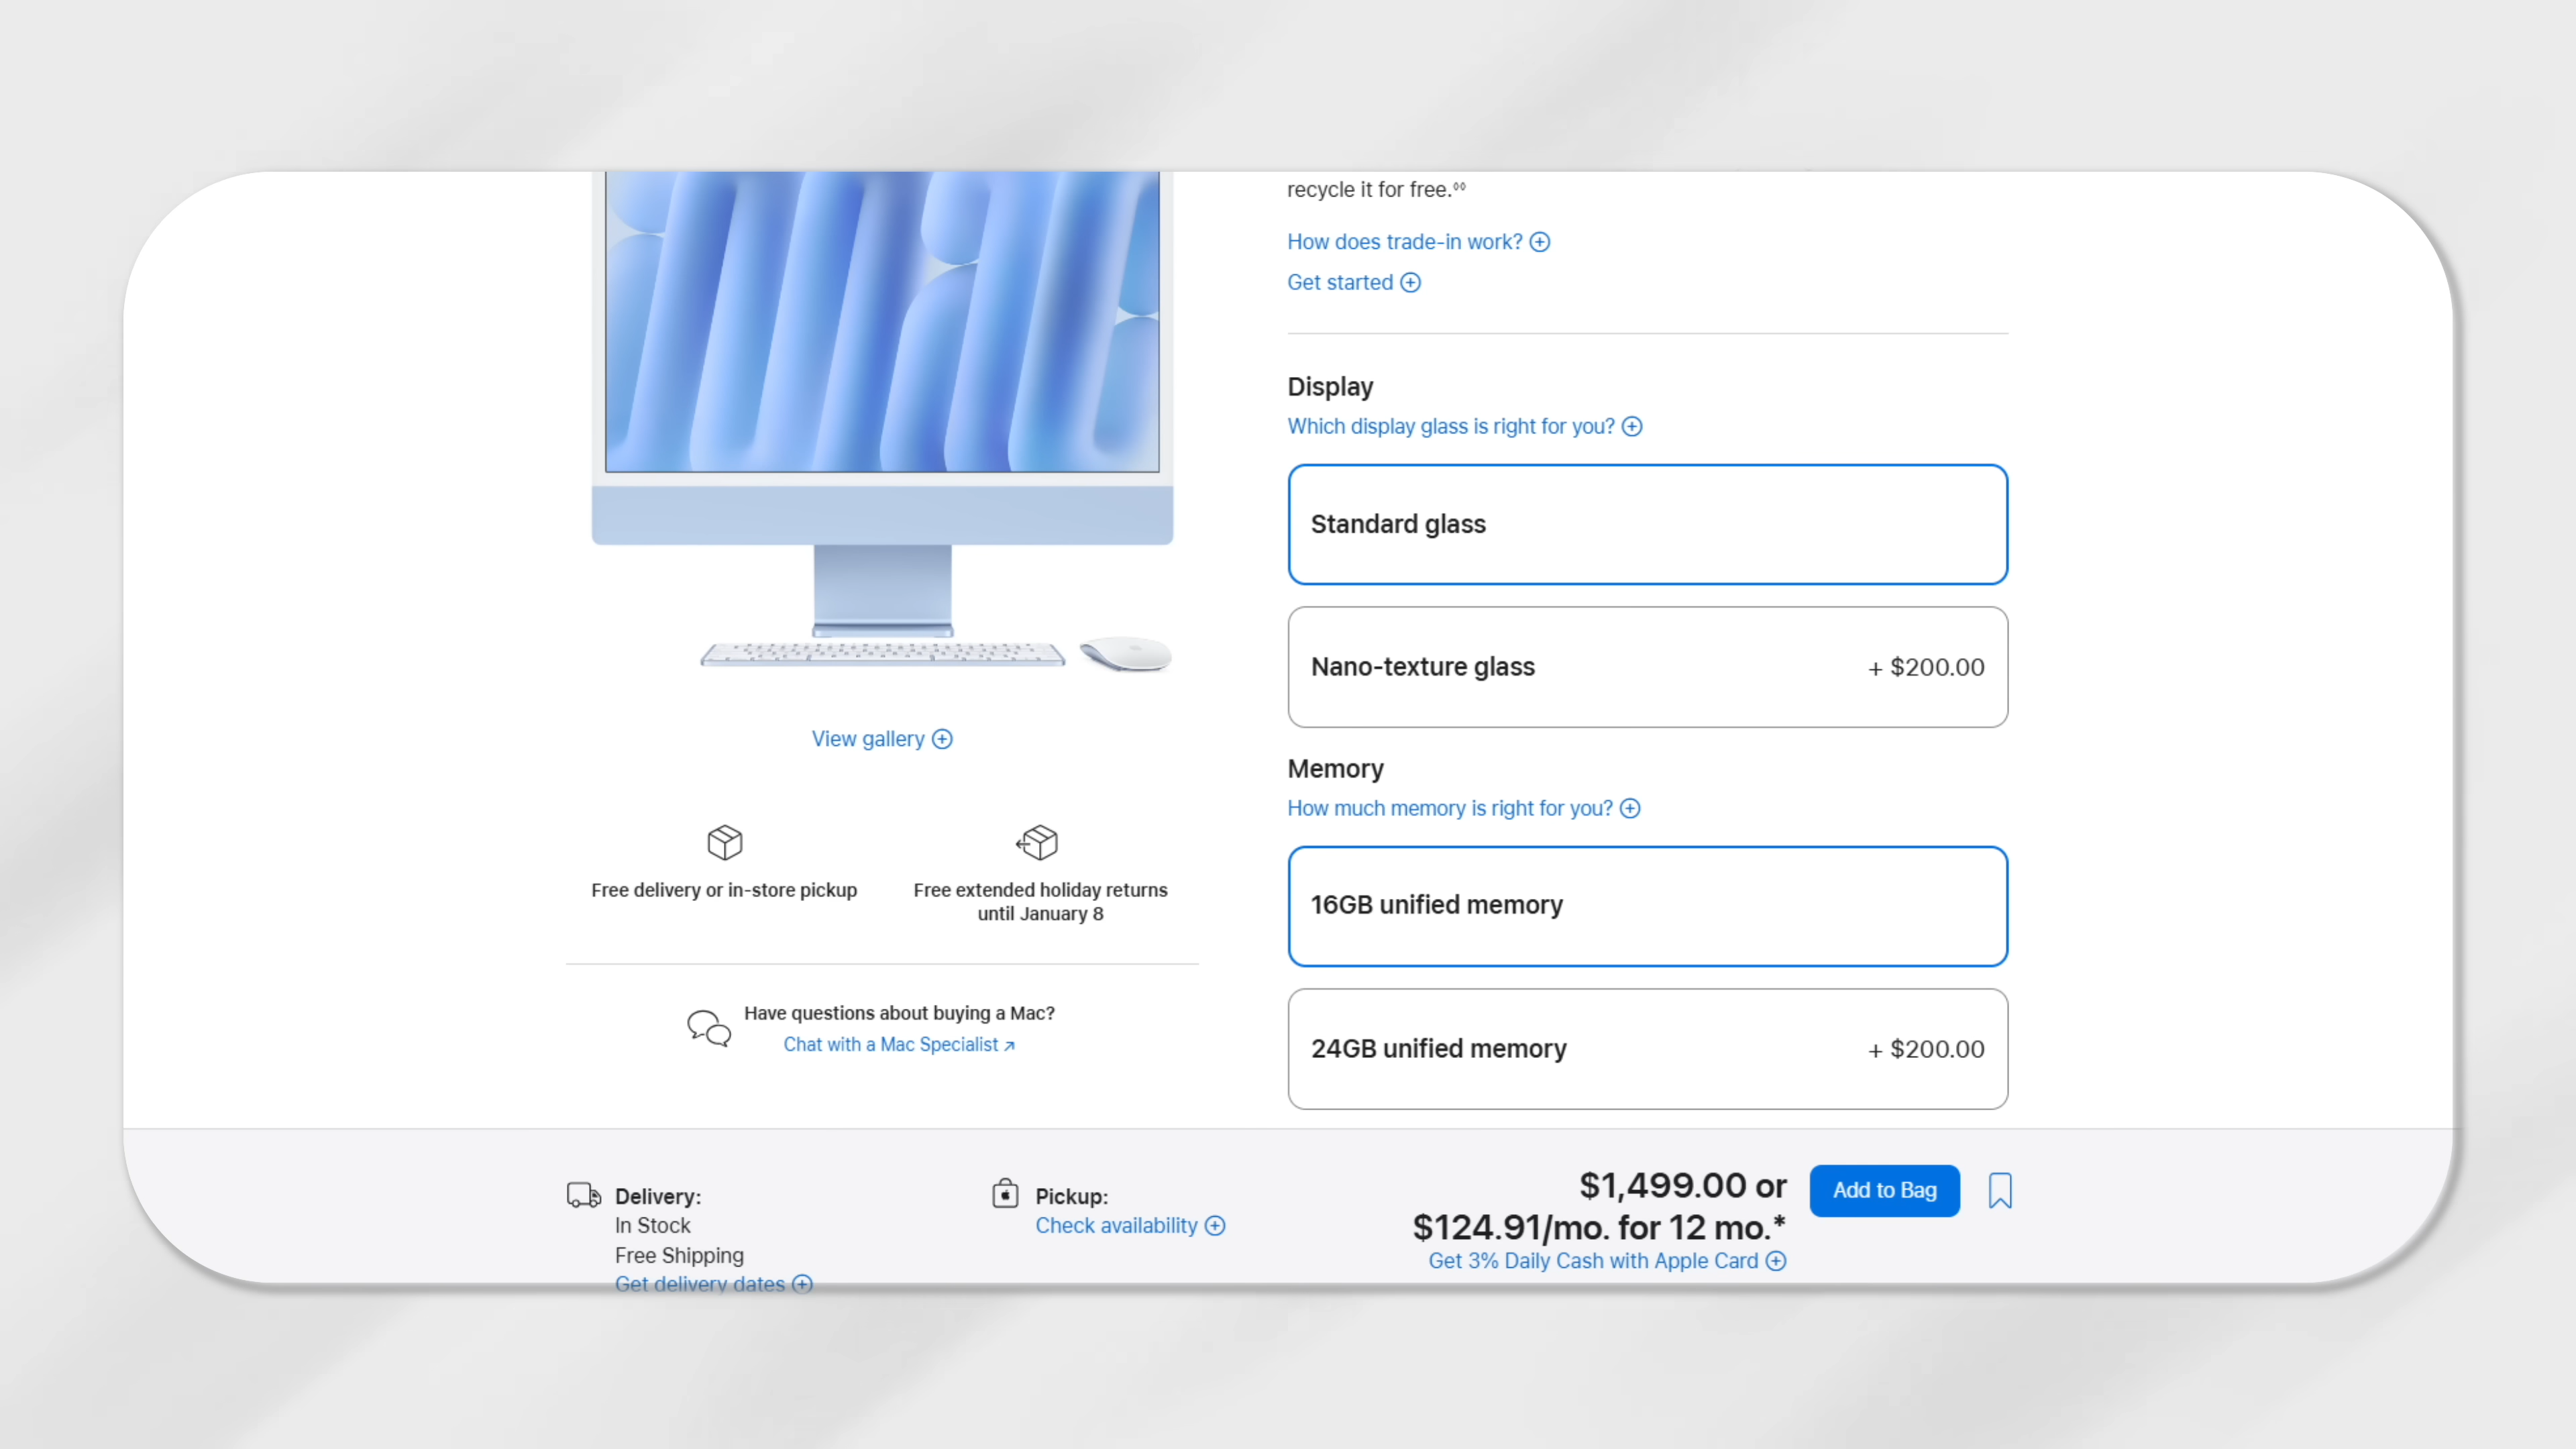 recycle it for free.◊◊
How does trade-in work?
Get started
Display
Which display glass is right for you?
Standard glass
Nano-texture glass + $200.00
View gallery
Memory
How much memory is right for you?
16GB unified memory
24GB unified memory + $200.00
Free delivery or in-store pickup
Free extended holiday returns
until January 8
Have questions about buying a Mac?
Chat with a Mac Specialist ↗
Delivery:
In Stock
Free Shipping
Get delivery dates
Pickup:
Check availability
$1,499.00 or
$124.91/mo. for 12 mo.*
Get 3% Daily Cash with Apple Card
Add to Bag